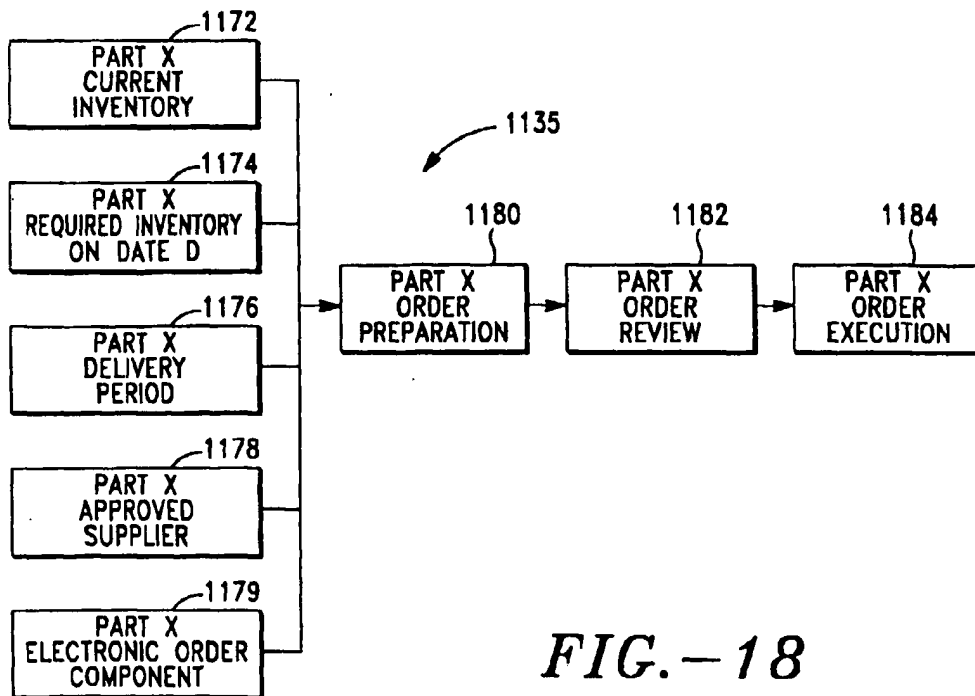 1172
PART X
CURRENT
INVENTORY
1174
PART X
REQUIRED INVENTORY
ON DATE D
1176
PART X
DELIVERY
PERIOD
1178
PART X
APPROVED
SUPPLIER
1179
PART X
ELECTRONIC ORDER
COMPONENT
1135
1180
PART X
ORDER
PREPARATION
1182
PART X
ORDER
REVIEW
1184
PART X
ORDER
EXECUTION
FIG.-18